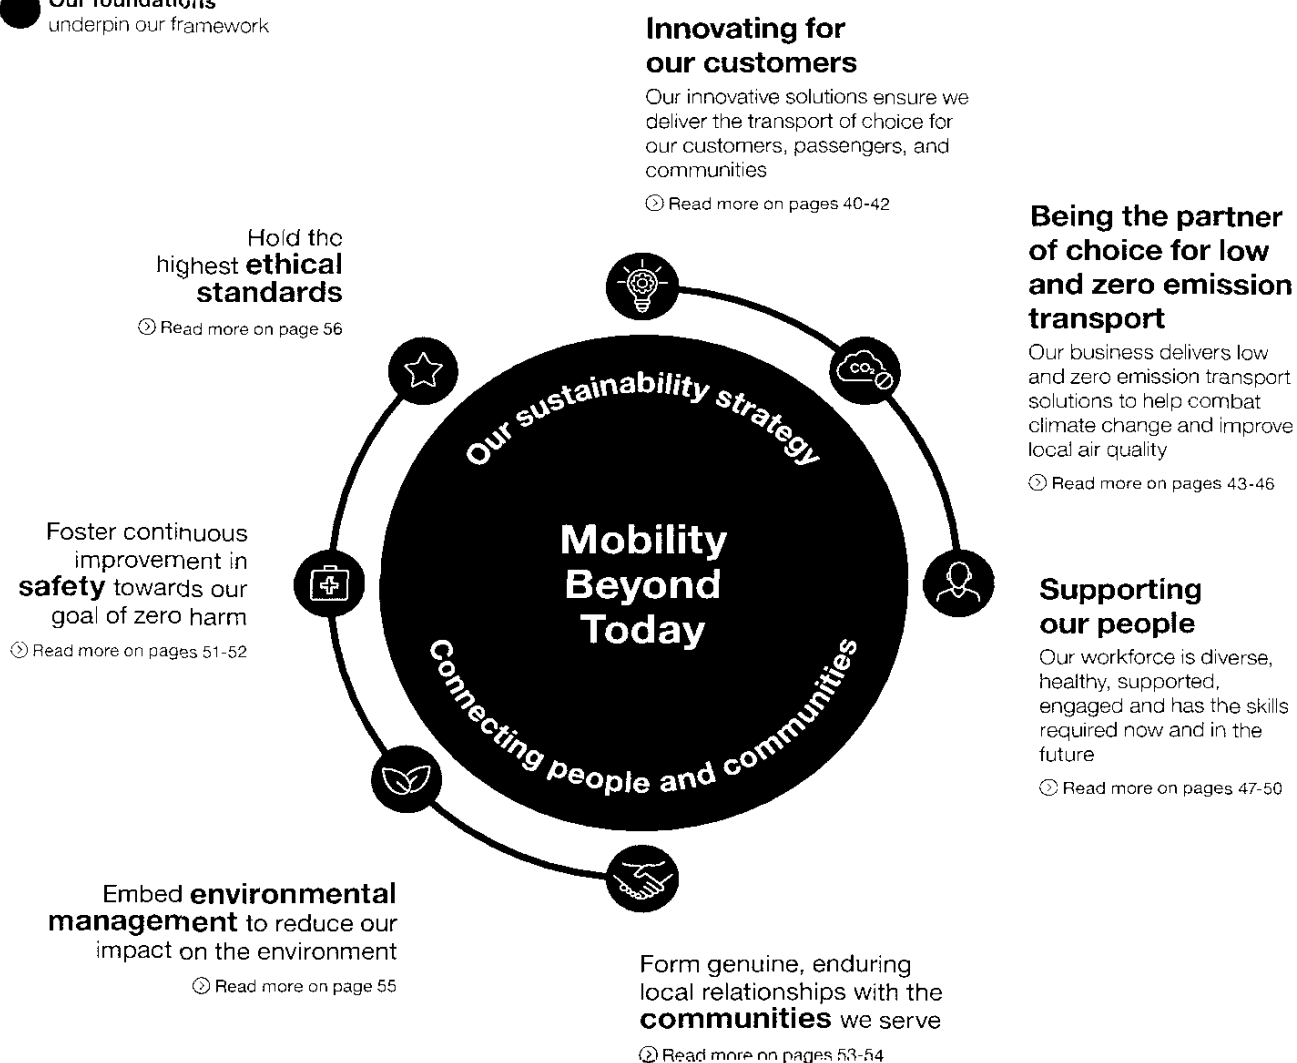 Our foundations
underpin our framework
Innovating for
our customers
Our innovative solutions ensure we
deliver the transport of choice for
our customers, passengers, and
communities
Read more on pages 40-42
Being the partner
of choice for low
and zero emission
transport
Our business delivers low
and zero emission transport
solutions to help combat
climate change and improve
local air quality
Read more on pages 43-46
Supporting
our people
Our workforce is diverse,
healthy, supported,
engaged and has the skills
required now and in the
future
Read more on pages 47-50
Hold the
highest ethical
standards
Read more on page 56
Foster continuous
improvement in
safety towards our
goal of zero harm
Read more on pages 51-52
Embed environmental
management to reduce our
impact on the environment
Read more on page 55
Form genuine, enduring
local relationships with the
communities we serve
Read more on pages 53-54
CO₂
Our sustainability strategy
Mobility
Beyond
Today
Connecting people and communities